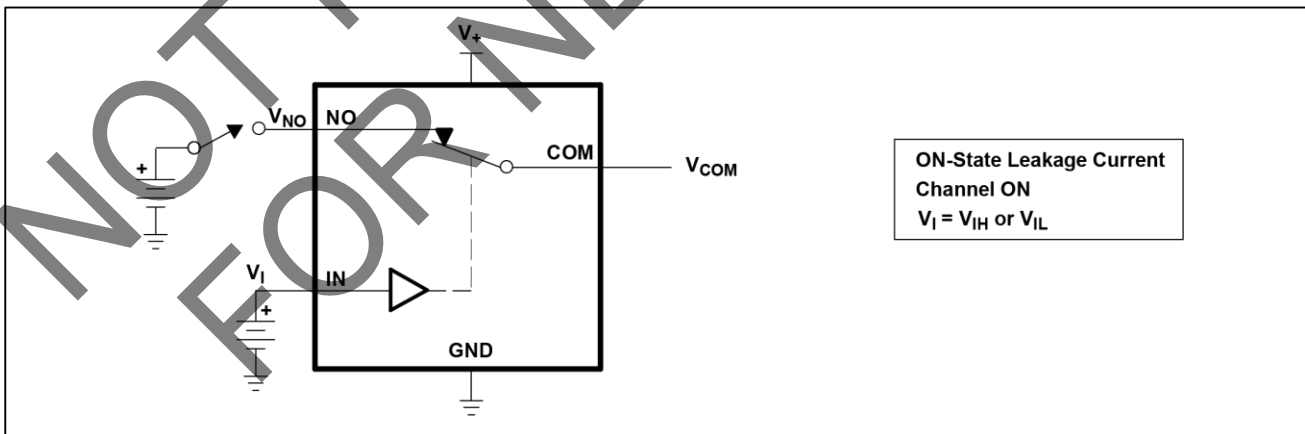 V+
VNO NO
COM
VCOM
+
VI IN
+
GND
ON-State Leakage Current
Channel ON
VI = VIH or VIL
NOT
FOR NE